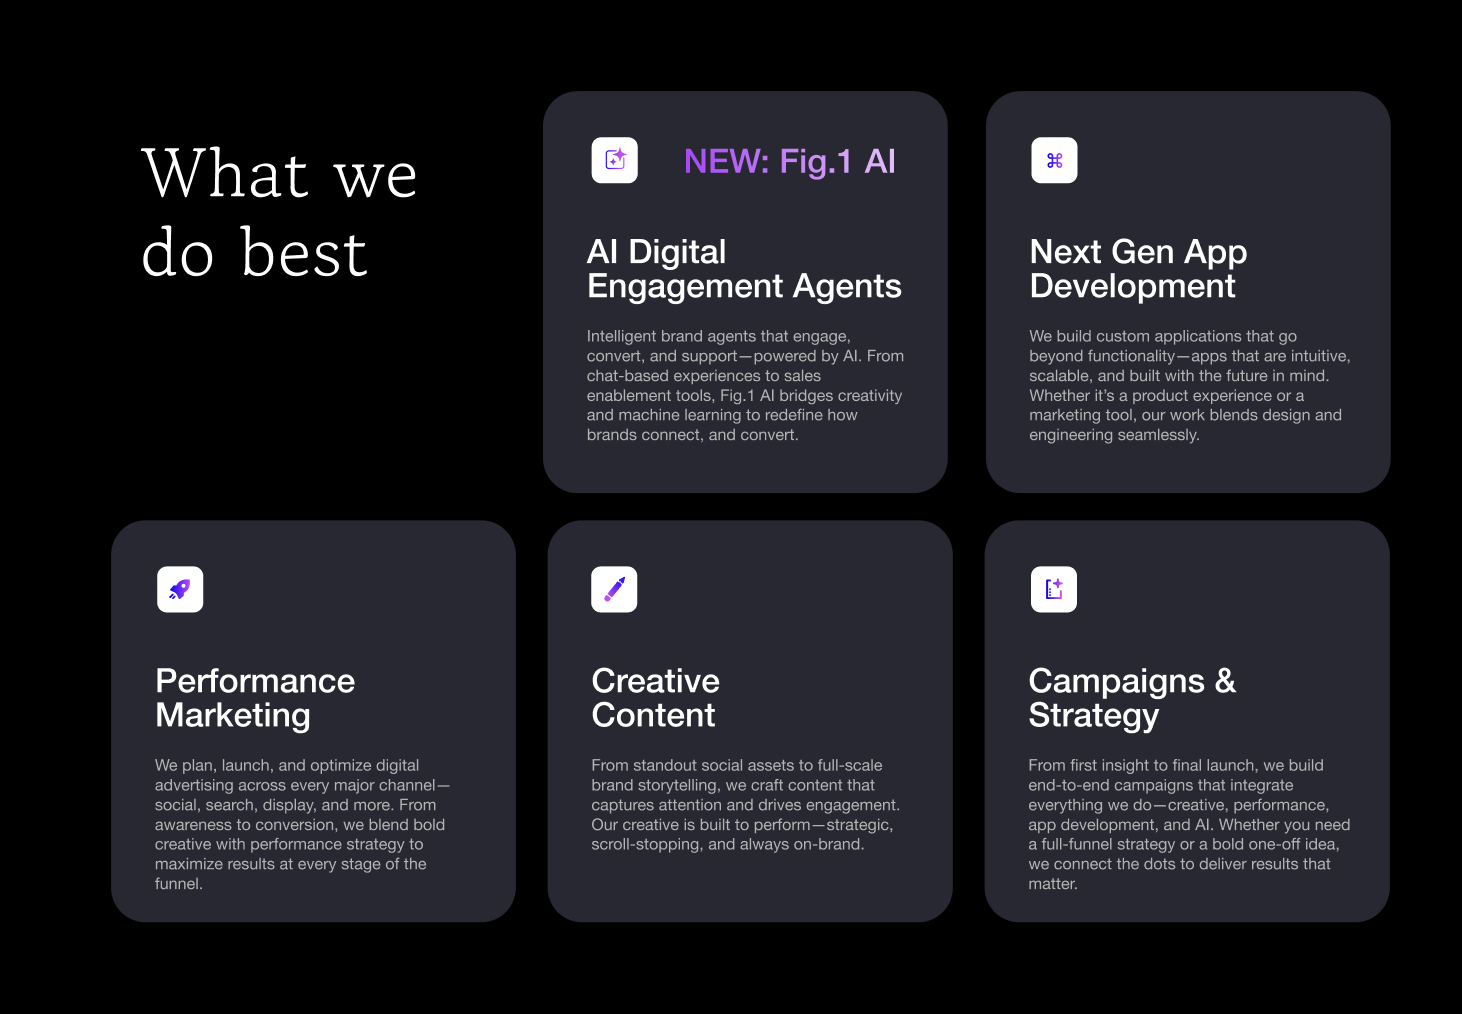 What we
do best
NEW: Fig.1 AI
AI Digital
Engagement Agents
Intelligent brand agents that engage,
convert, and support—powered by AI. From
chat-based experiences to sales
enablement tools, Fig.1 AI bridges creativity
and machine learning to redefine how
brands connect, and convert.
Next Gen App
Development
We build custom applications that go
beyond functionality—apps that are intuitive,
scalable, and built with the future in mind.
Whether it’s a product experience or a
marketing tool, our work blends design and
engineering seamlessly.
Performance
Marketing
We plan, launch, and optimize digital
advertising across every major channel—
social, search, display, and more. From
awareness to conversion, we blend bold
creative with performance strategy to
maximize results at every stage of the
funnel.
Creative
Content
From standout social assets to full-scale
brand storytelling, we craft content that
captures attention and drives engagement.
Our creative is built to perform—strategic,
scroll-stopping, and always on-brand.
Campaigns &
Strategy
From first insight to final launch, we build
end-to-end campaigns that integrate
everything we do—creative, performance,
app development, and AI. Whether you need
a full-funnel strategy or a bold one-off idea,
we connect the dots to deliver results that
matter.